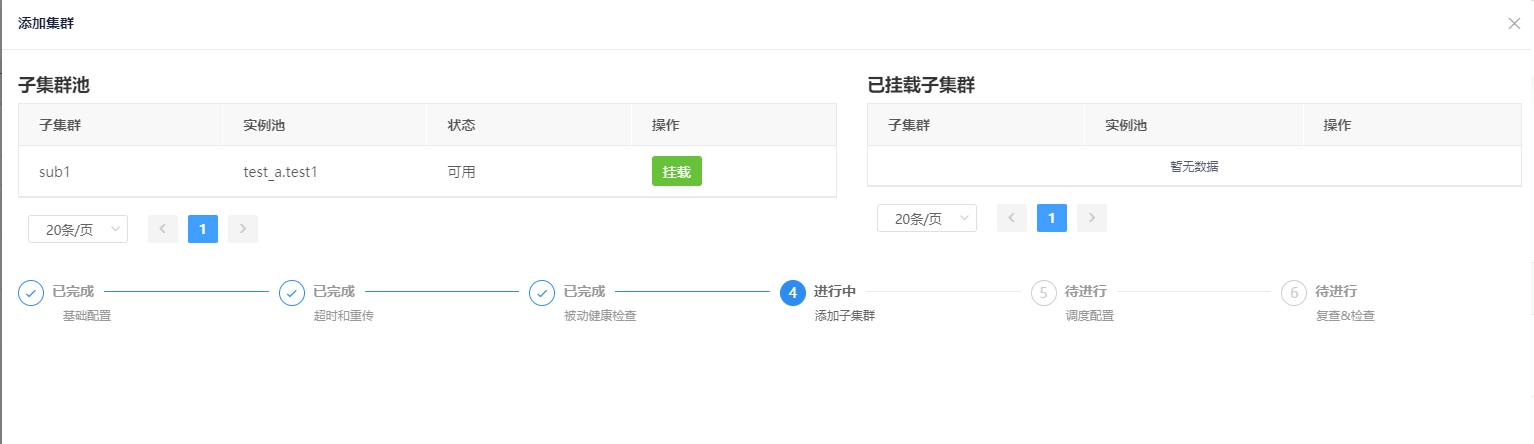 添加集群
子集群池
子集群 实例池 状态 操作
sub1 test_a.test1 可用 挂载
20条/页 1
已挂载子集群
子集群 实例池 操作
暂无数据
20条/页 1
已完成 已完成 已完成 4 进行中 5 待进行 6 待进行
基础配置 超时和重传 被动健康检查 添加子集群 调度配置 复查&检查